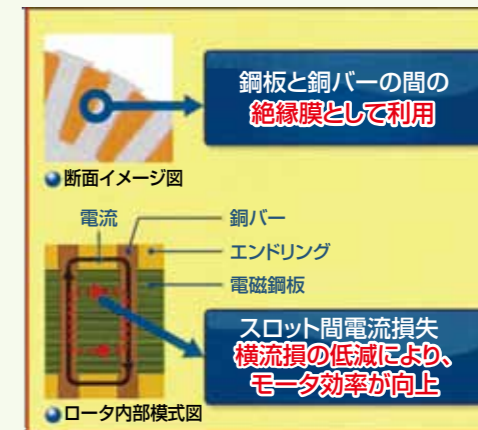 鋼板と銅バーの間の
絶縁膜として利用
断面イメージ図
電流
銅バー
エンドリング
電磁鋼板
スロット間電流損失
横流損の低減により、
モータ効率が向上
ロータ内部模式図